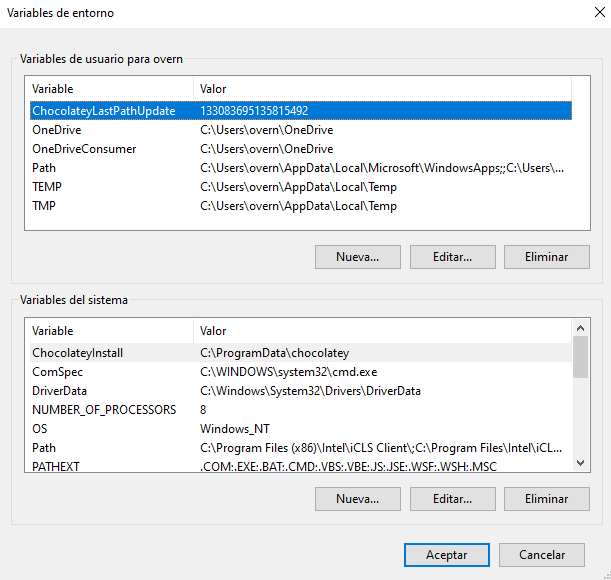 Variables de entorno
Variables de usuario para overn
Variable Valor
ChocolateyLastPathUpdate 133083695135815492
OneDrive C:\Users\overn\OneDrive
OneDriveConsumer C:\Users\overn\OneDrive
Path C:\Users\overn\AppData\Local\Microsoft\WindowsApps;;C:\Users\...
TEMP C:\Users\overn\AppData\Local\Temp
TMP C:\Users\overn\AppData\Local\Temp
Nueva... Editar... Eliminar
Variables del sistema
Variable Valor
ChocolateyInstall C:\ProgramData\chocolatey
ComSpec C:\WINDOWS\system32\cmd.exe
DriverData C:\Windows\System32\Drivers\DriverData
NUMBER_OF_PROCESSORS 8
OS Windows_NT
Path C:\Program Files (x86)\Intel\iCLS Client\;C:\Program Files\Intel\iCL...
PATHEXT .COM;.EXE;.BAT;.CMD;.VBS;.VBE;.JS;.JSE;.WSF;.WSH;.MSC
Nueva... Editar... Eliminar
Aceptar Cancelar